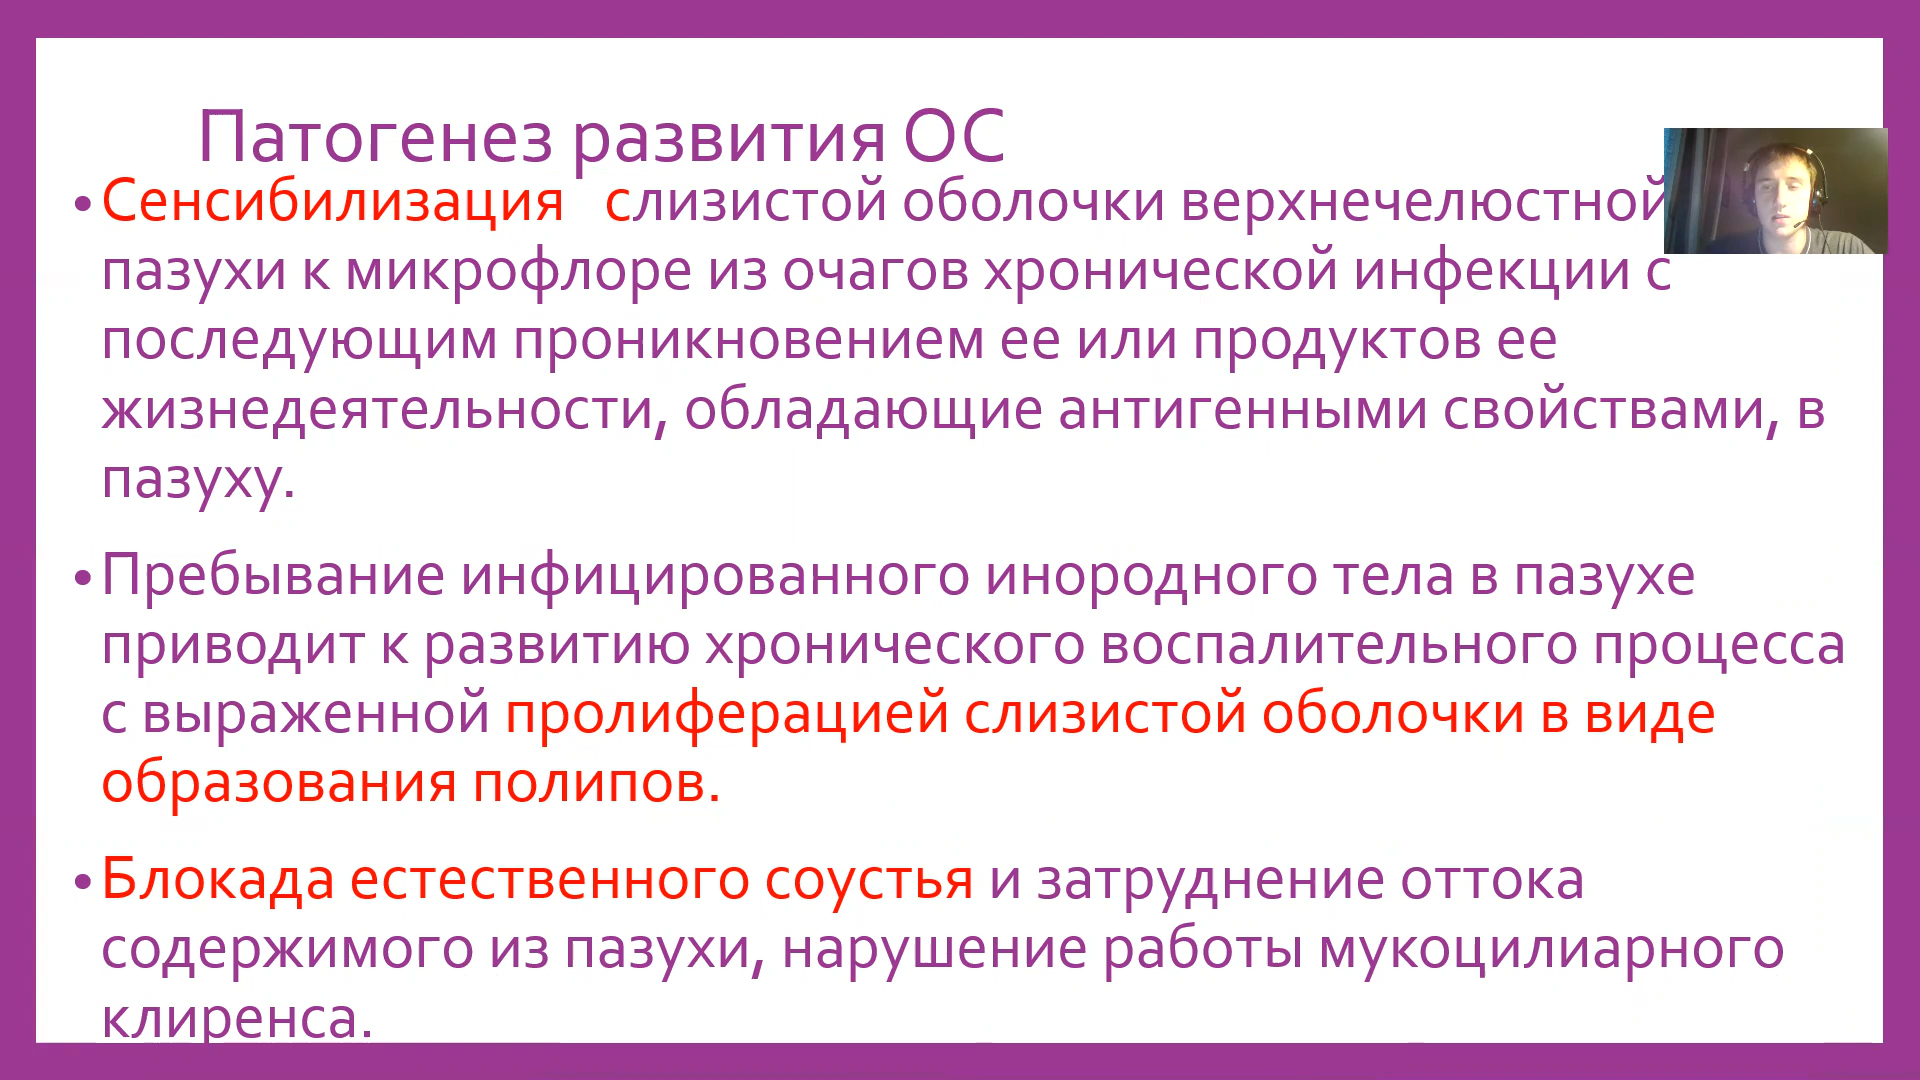 Патогенез развития ОС
• Сенсибилизация слизистой оболочки верхнечелюстной
пазухи к микрофлоре из очагов хронической инфекции с
последующим проникновением ее или продуктов ее
жизнедеятельности, обладающие антигенными свойствами, в
пазуху.
• Пребывание инфицированного инородного тела в пазухе
приводит к развитию хронического воспалительного процесса
с выраженной пролиферацией слизистой оболочки в виде
образования полипов.
• Блокада естественного соустья и затруднение оттока
содержимого из пазухи, нарушение работы мукоцилиарного
клиренса.